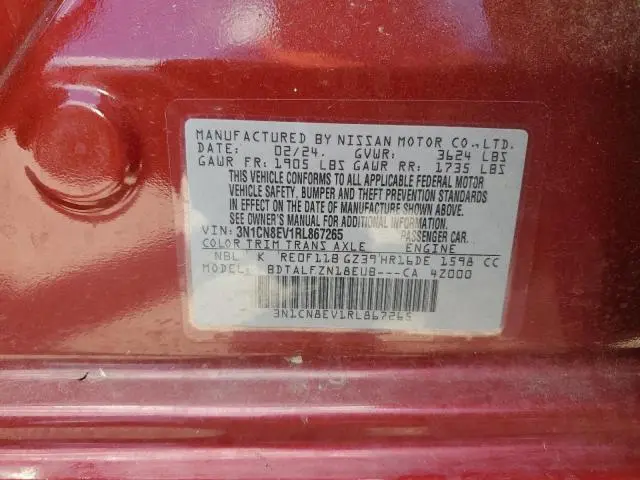 MANUFACTURED BY NISSAN MOTOR CO.,LTD.
DATE: 02/24. GVWR: 3624 LBS
GAWR FR: 1905 LBS GAWR RR: 1735 LBS
THIS VEHICLE CONFORMS TO ALL APPLICABLE FEDERAL MOTOR
VEHICLE SAFETY, BUMPER AND THEFT PREVENTION STANDARDS
IN EFFECT ON THE DATE OF MANUFACTURE SHOWN ABOVE.
SEE OWNER'S MANUAL FOR ADDITIONAL INFORMATION
VIN: 3N1CN8EV1RL867265 PASSENGER CAR.
COLOR TRIM TRANS AXLE ENGINE
NBL K RE0F11B GZ39 HR16DE 1598 CC
MODEL: BDTALFZN18EUB---CA 42000
3N1CN8EV1RL867265